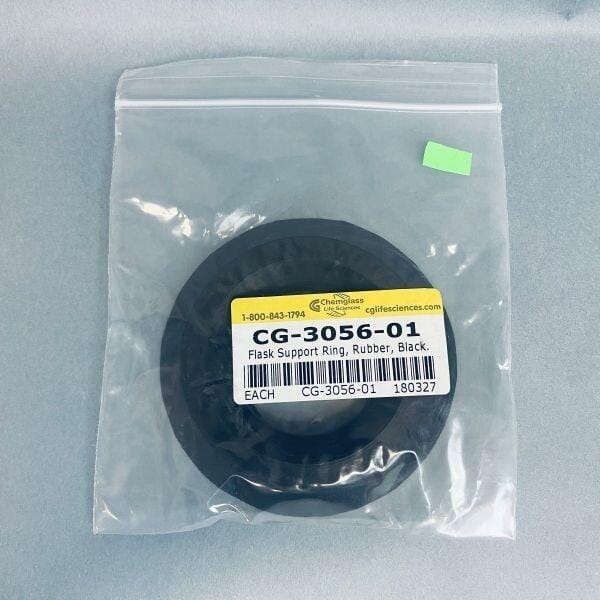 1-800-843-1794 Chemglass Life Sciences cglifesciences.com
CG-3056-01
Flask Support Ring, Rubber, Black.
EACH CG-3056-01 180327